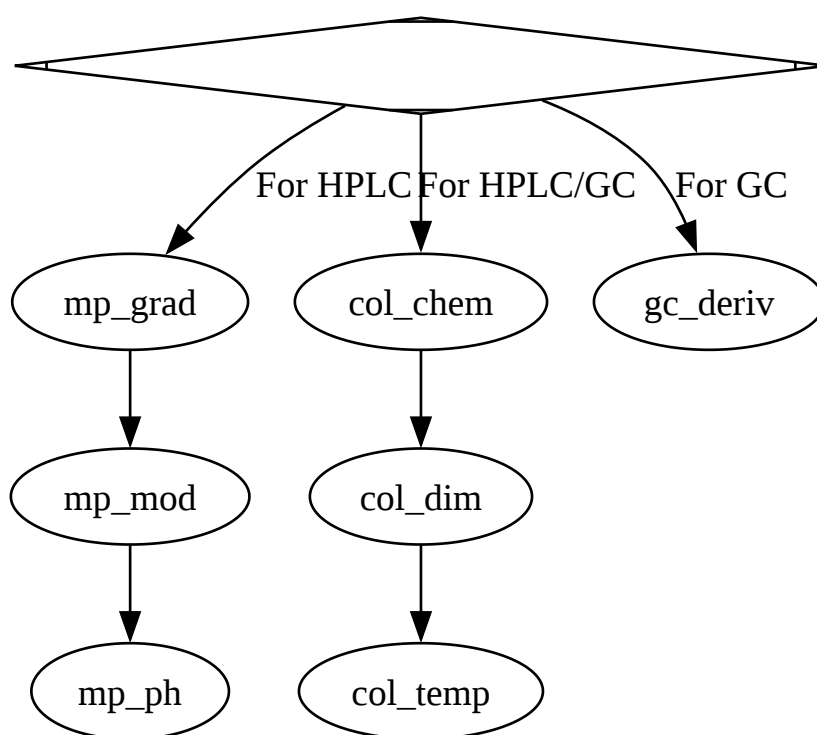 For HPLC
For HPLC/GC
For GC
mp_grad
col_chem
gc_deriv
mp_mod
col_dim
mp_ph
col_temp